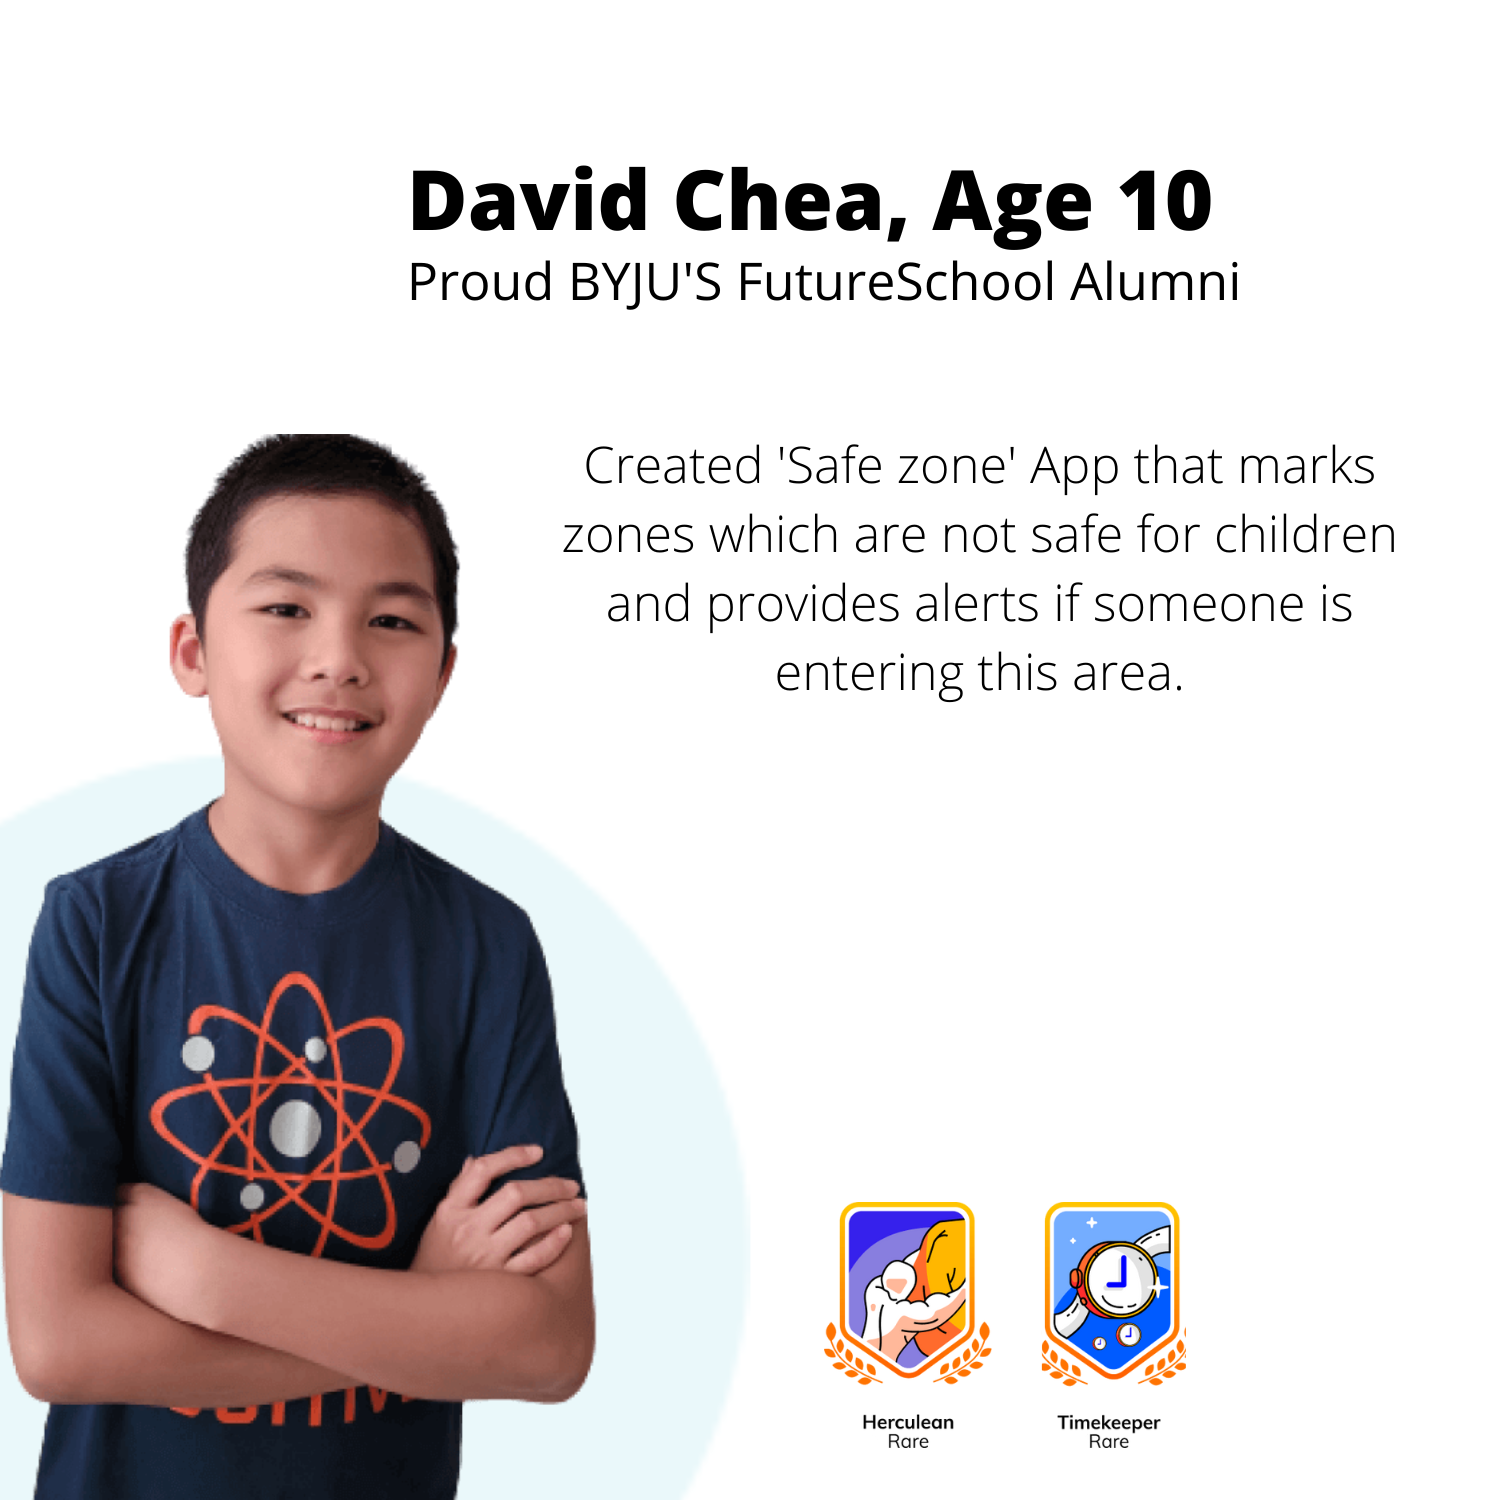 David Chea, Age 10
Proud BYJU'S FutureSchool Alumni
Created 'Safe zone' App that marks
zones which are not safe for children
and provides alerts if someone is
entering this area.
Herculean
Rare
Timekeeper
Rare